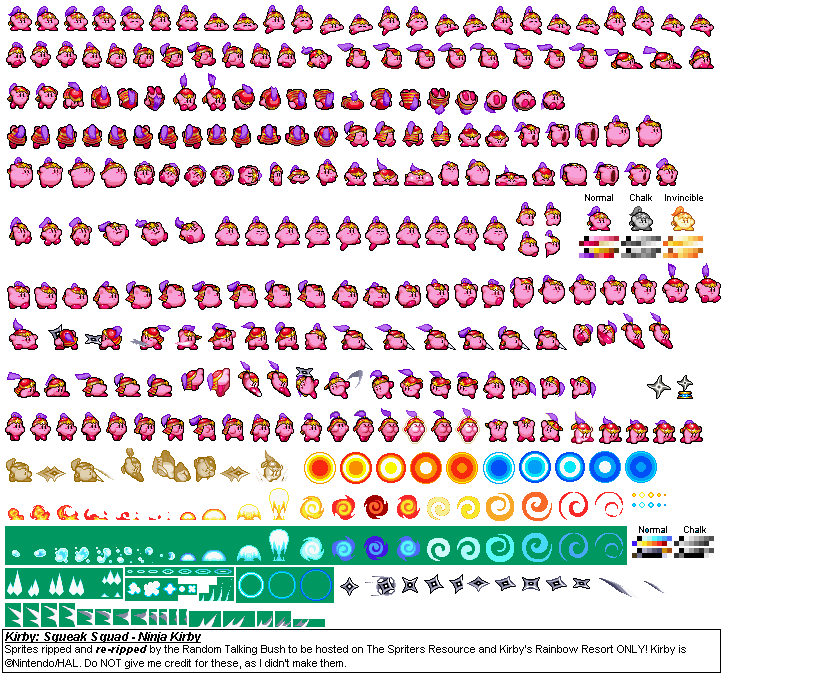 Normal Chalk Invincible
Normal Chalk
Kirby: Squeak Squad - Ninja Kirby
Sprites ripped and re-ripped by the Random Talking Bush to be hosted on The Spriters Resource and Kirby's Rainbow Resort ONLY! Kirby is
©Nintendo/HAL. Do NOT give me credit for these, as I didn't make them.